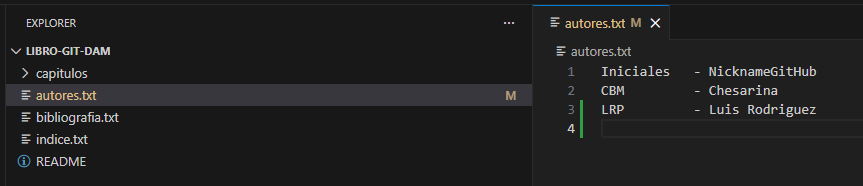 EXPLORER
LIBRO-GIT-DAM
capitulos
autores.txt M
bibliografia.txt
indice.txt
README
autores.txt M
autores.txt
1 Iniciales - NicknameGitHub
2 CBM - Chesarina
3 LRP - Luis Rodriguez
4